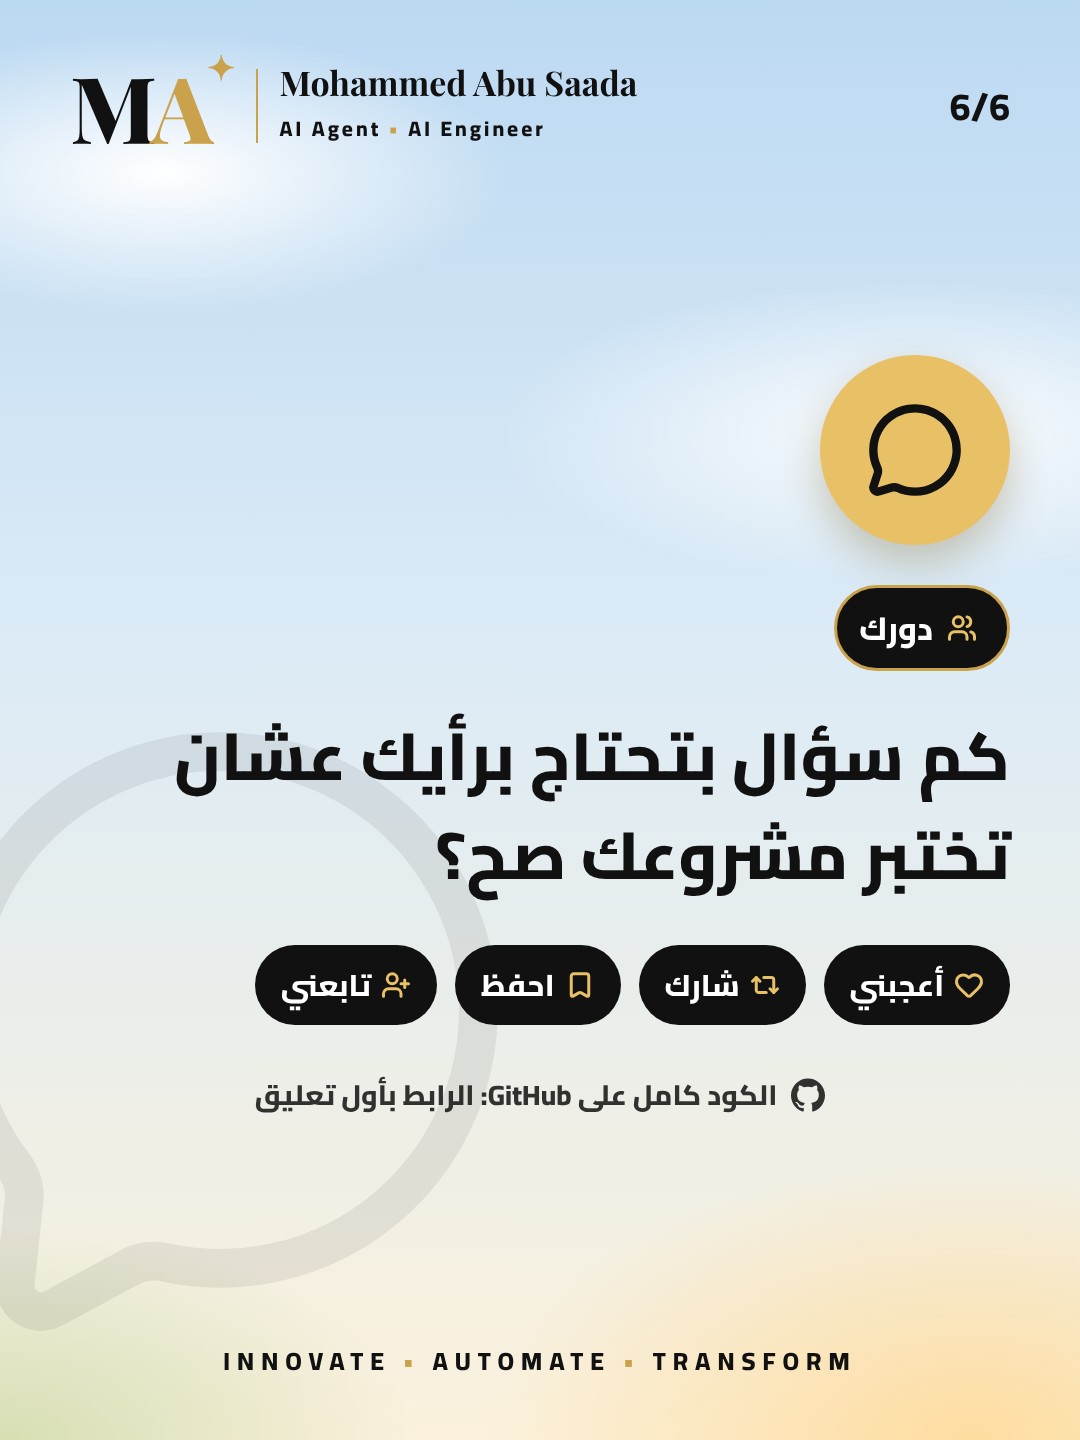 MA
Mohammed Abu Saada
AI Agent ▪ AI Engineer
6/6
دورك
كم سؤال بتحتاج برأيك عشان
تختبر مشروعك صح؟
أعجبني
شارك
احفظ
تابعني
الكود كامل على GitHub: الرابط بأول تعليق
INNOVATE ▪ AUTOMATE ▪ TRANSFORM